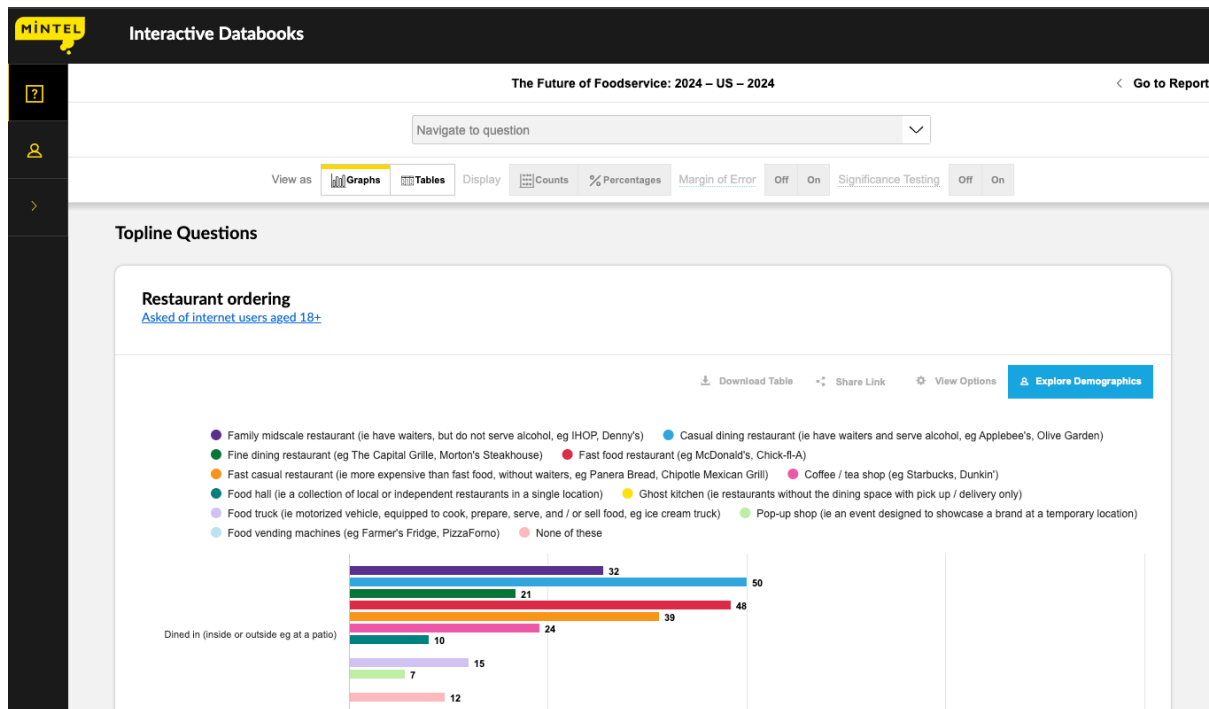 MiNTEL
Interactive Databooks
The Future of Foodservice: 2024 – US – 2024
Go to Report
Navigate to question
View as Graphs Tables Display Counts % Percentages Margin of Error Off On Significance Testing Off On
Topline Questions
Restaurant ordering
Asked of internet users aged 18+
Download Table Share Link View Options Explore Demographics
Family midscale restaurant (ie have waiters, but do not serve alcohol, eg IHOP, Denny's) Casual dining restaurant (ie have waiters and serve alcohol, eg Applebee's, Olive Garden)
Fine dining restaurant (eg The Capital Grille, Morton's Steakhouse) Fast food restaurant (eg McDonald's, Chick-fil-A)
Fast casual restaurant (ie more expensive than fast food, without waiters, eg Panera Bread, Chipotle Mexican Grill) Coffee / tea shop (eg Starbucks, Dunkin')
Food hall (ie a collection of local or independent restaurants in a single location) Ghost kitchen (ie restaurants without the dining space with pick up / delivery only)
Food truck (ie motorized vehicle, equipped to cook, prepare, serve, and / or sell food, eg ice cream truck) Pop-up shop (ie an event designed to showcase a brand at a temporary location)
Food vending machines (eg Farmer's Fridge, PizzaForno) None of these
32
50
21
48
39
Dined in (inside or outside eg at a patio)
24
10
15
7
12